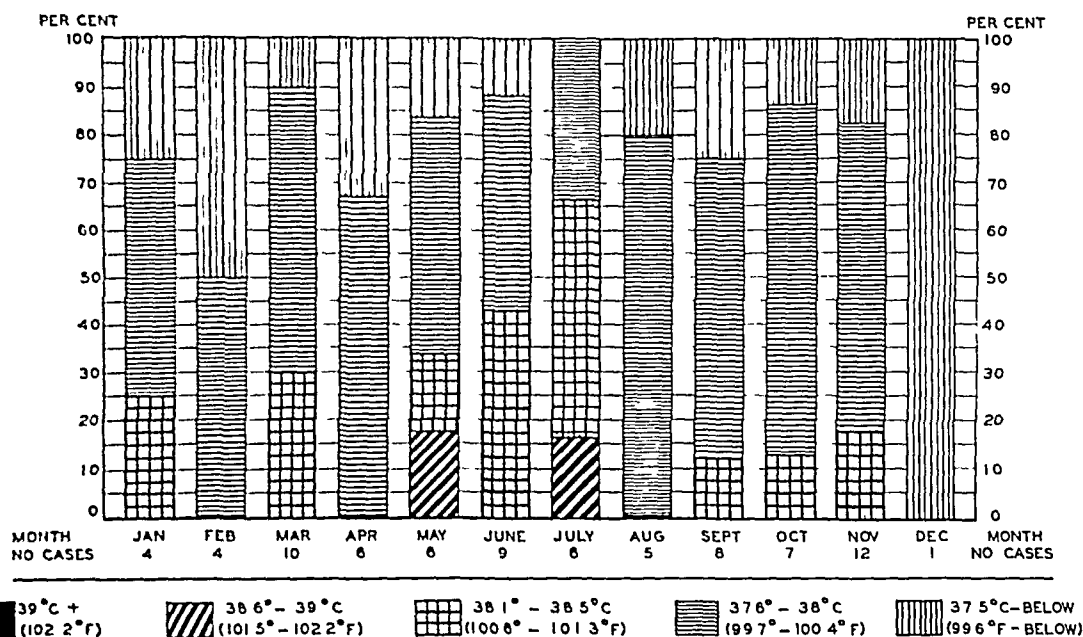 PER CENT PER CENT
100 100
90 90
80 80
70 70
60 60
50 50
40 40
30 30
20 20
10 10
0 0
MONTH JAN FEB MAR APR MAY JUNE JULY AUG SEPT OCT NOV DEC MONTH
NO CASES 4 4 10 6 6 9 6 5 8 7 12 1 NO CASES
39°C + 38 6° – 39°C 38 1° – 38 5°C 37 6° – 38°C 37 5°C – BELOW
(102 2°F) (101 5° – 102 2°F) (100 6° – 101 3°F) (99 7° – 100 4°F) (99 6°F – BELOW)